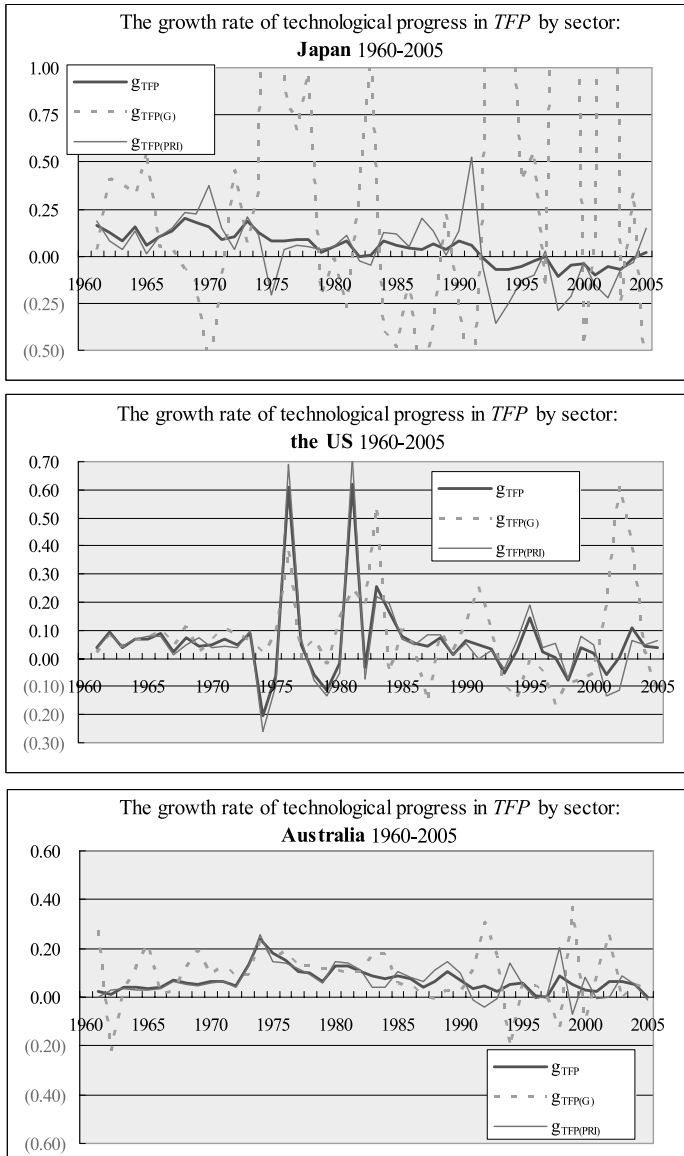 The growth rate of technological progress in TFP by sector:
Japan 1960-2005
1.00
0.75
0.50
0.25
0.00
(0.25)
(0.50)
g_TFP
g_TFP(G)
g_TFP(PRI)
1960 1965 1970 1975 1980 1985 1990 1995 2000 2005
The growth rate of technological progress in TFP by sector:
the US 1960-2005
0.70
0.60
0.50
0.40
0.30
0.20
0.10
0.00
(0.10)
(0.20)
(0.30)
g_TFP
g_TFP(G)
g_TFP(PRI)
1960 1965 1970 1975 1980 1985 1990 1995 2000 2005
The growth rate of technological progress in TFP by sector:
Australia 1960-2005
0.60
0.40
0.20
0.00
(0.20)
(0.40)
(0.60)
1960 1965 1970 1975 1980 1985 1990 1995 2000 2005
g_TFP
g_TFP(G)
g_TFP(PRI)